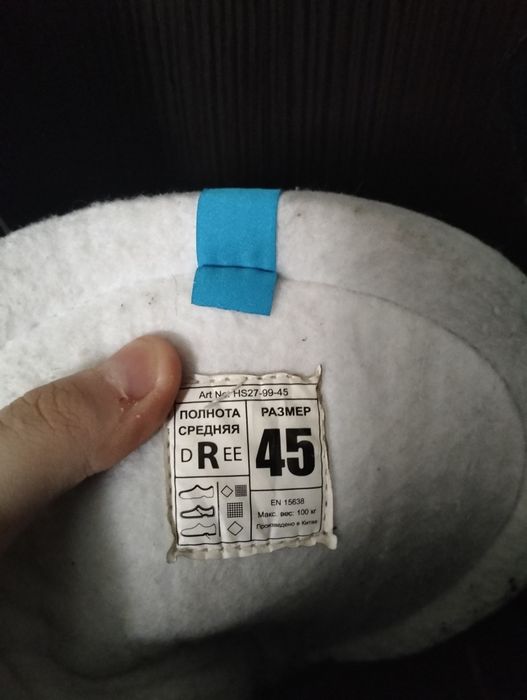 Art No: HS27-99-45
ПОЛНОТА
СРЕДНЯЯ
D R EE
РАЗМЕР
45
EN 15638
Макс. вес: 100 кг
Произведено в Китае